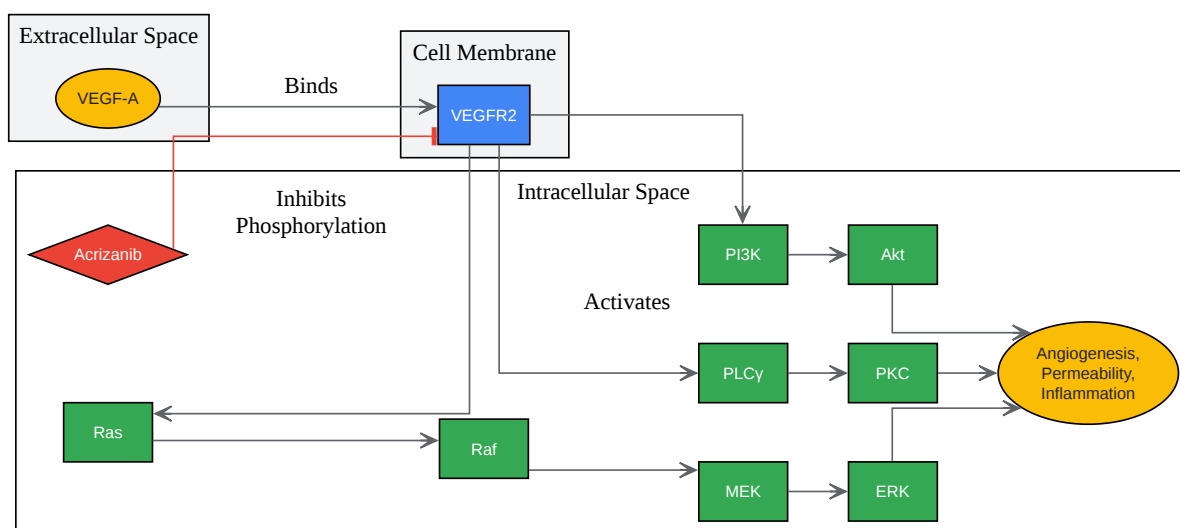 Extracellular Space
Cell Membrane
Binds
VEGF-A
VEGFR2
Inhibits
Phosphorylation
Intracellular Space
Acrizanib
PI3K
Akt
Activates
PLCγ
PKC
Angiogenesis,
Permeability,
Inflammation
Ras
Raf
MEK
ERK